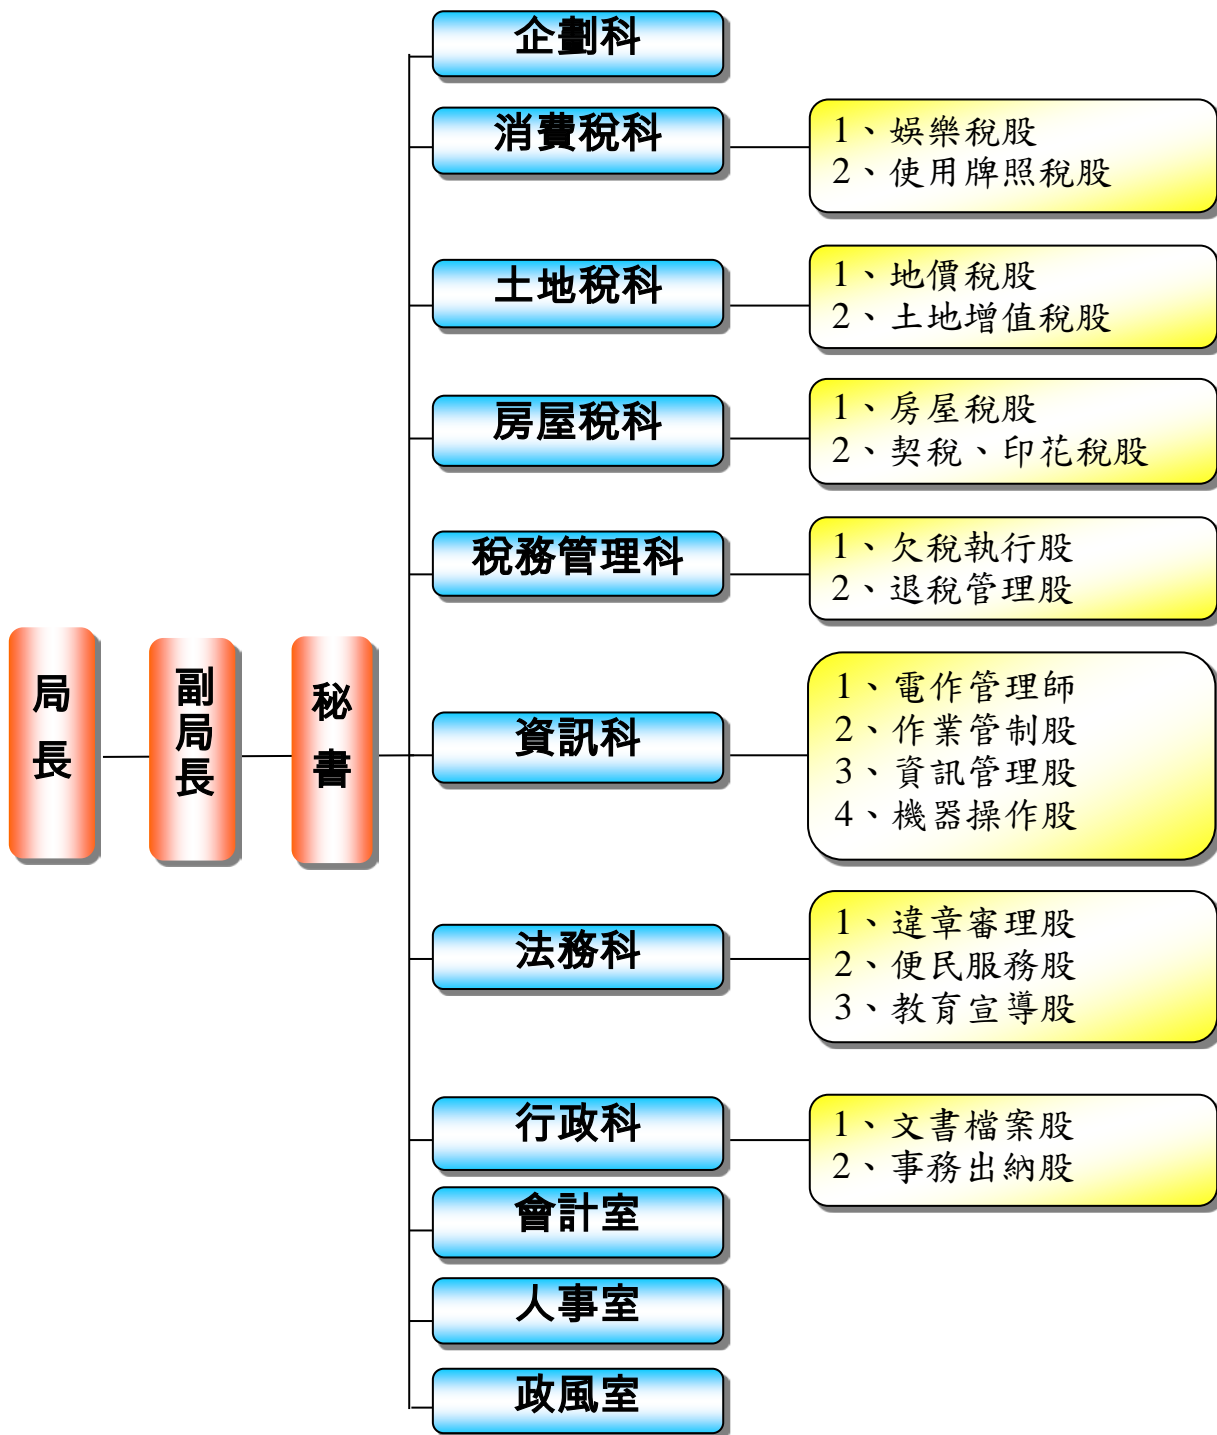 局長
副局長
秘書
企劃科
消費稅科
1、娛樂稅股
2、使用牌照稅股
土地稅科
1、地價稅股
2、土地增值稅股
房屋稅科
1、房屋稅股
2、契稅、印花稅股
稅務管理科
1、欠稅執行股
2、退稅管理股
資訊科
1、電作管理師
2、作業管制股
3、資訊管理股
4、機器操作股
法務科
1、違章審理股
2、便民服務股
3、教育宣導股
行政科
1、文書檔案股
2、事務出納股
會計室
人事室
政風室